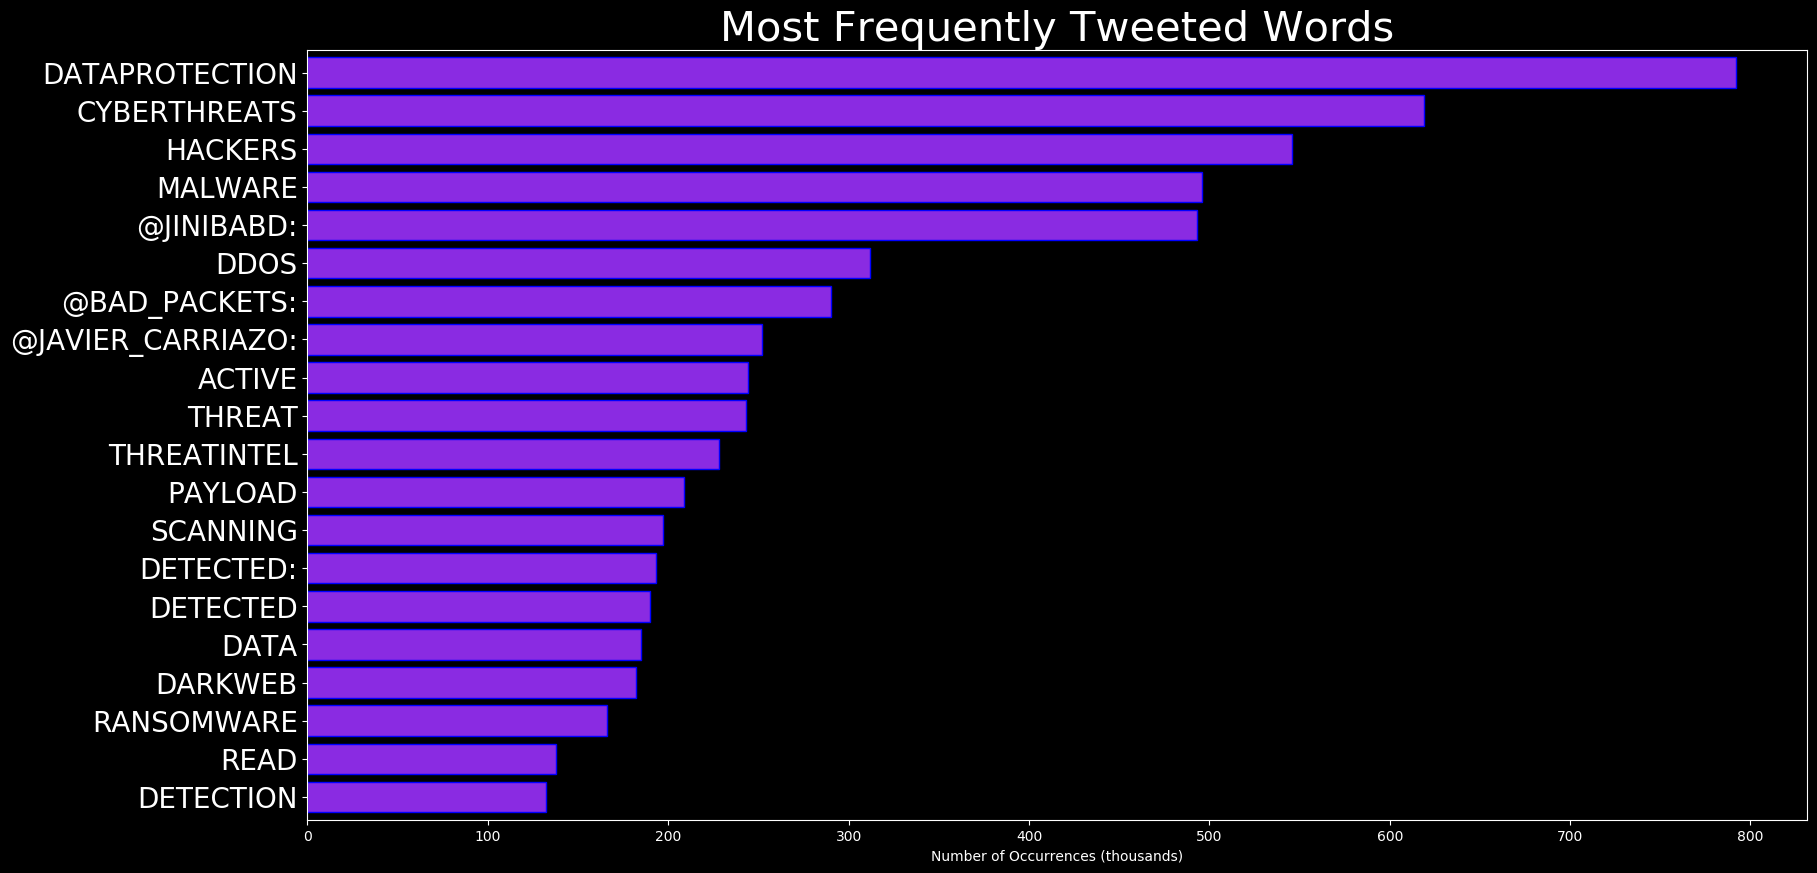 Most Frequently Tweeted Words
DATAPROTECTION
CYBERTHREATS
HACKERS
MALWARE
@JINIBABD:
DDOS
@BAD_PACKETS:
@JAVIER_CARRIAZO:
ACTIVE
THREAT
THREATINTEL
PAYLOAD
SCANNING
DETECTED:
DETECTED
DATA
DARKWEB
RANSOMWARE
READ
DETECTION
0 100 200 300 400 500 600 700 800
Number of Occurrences (thousands)